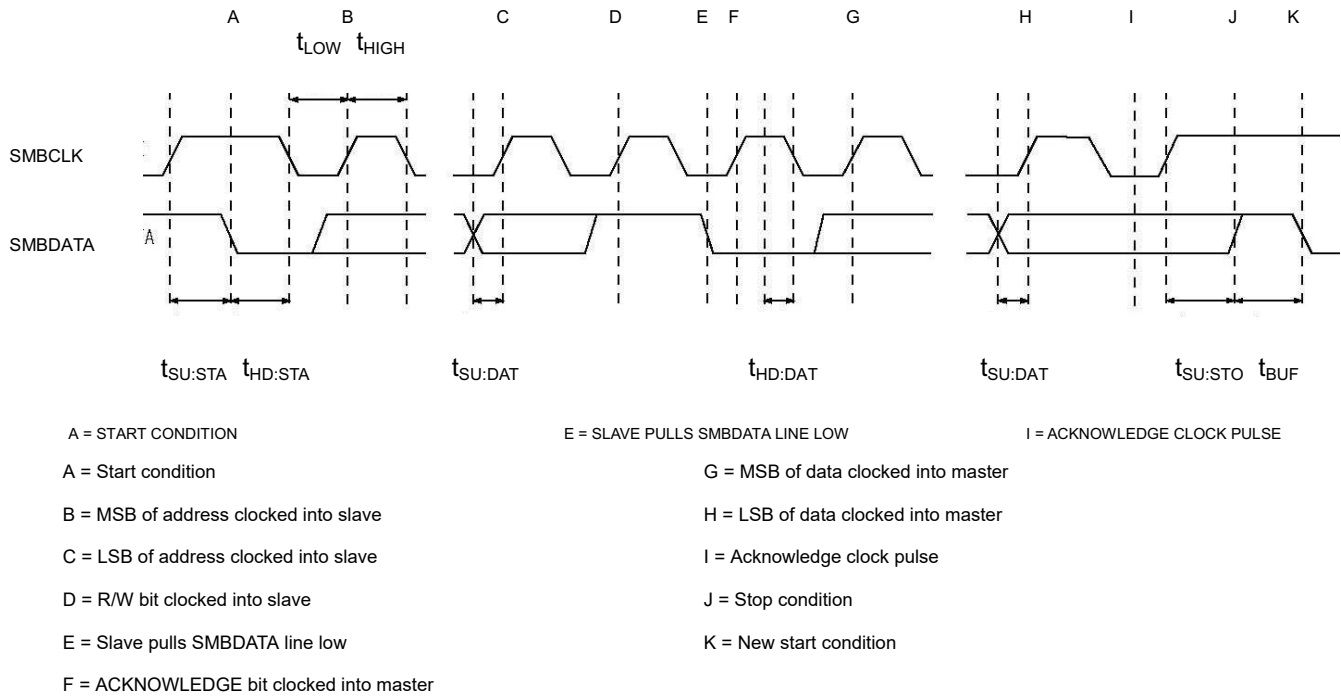 A B C D E F G H I J K
tLOW tHIGH
SMBCLK
SMBDATA A
tSU:STA tHD:STA tSU:DAT tHD:DAT tSU:DAT tSU:STO tBUF
A = START CONDITION E = SLAVE PULLS SMBDATA LINE LOW I = ACKNOWLEDGE CLOCK PULSE
A = Start condition
B = MSB of address clocked into slave
C = LSB of address clocked into slave
D = R/W bit clocked into slave
E = Slave pulls SMBDATA line low
F = ACKNOWLEDGE bit clocked into master
G = MSB of data clocked into master
H = LSB of data clocked into master
I = Acknowledge clock pulse
J = Stop condition
K = New start condition